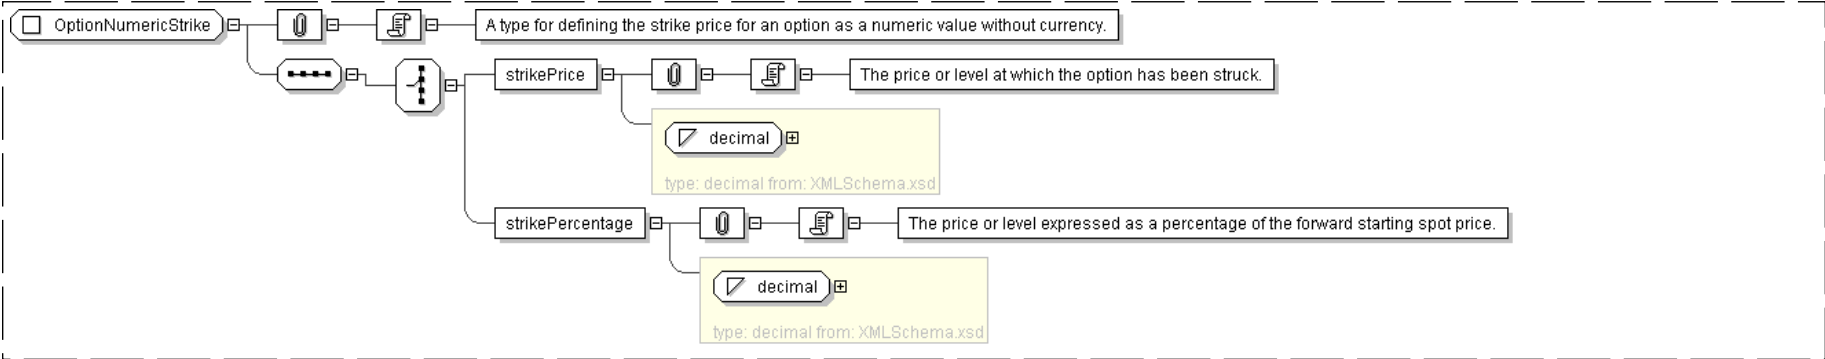 OptionNumericStrike
A type for defining the strike price for an option as a numeric value without currency.
strikePrice
The price or level at which the option has been struck.
decimal
type: decimal from: XMLSchema.xsd
strikePercentage
The price or level expressed as a percentage of the forward starting spot price.
decimal
type: decimal from: XMLSchema.xsd